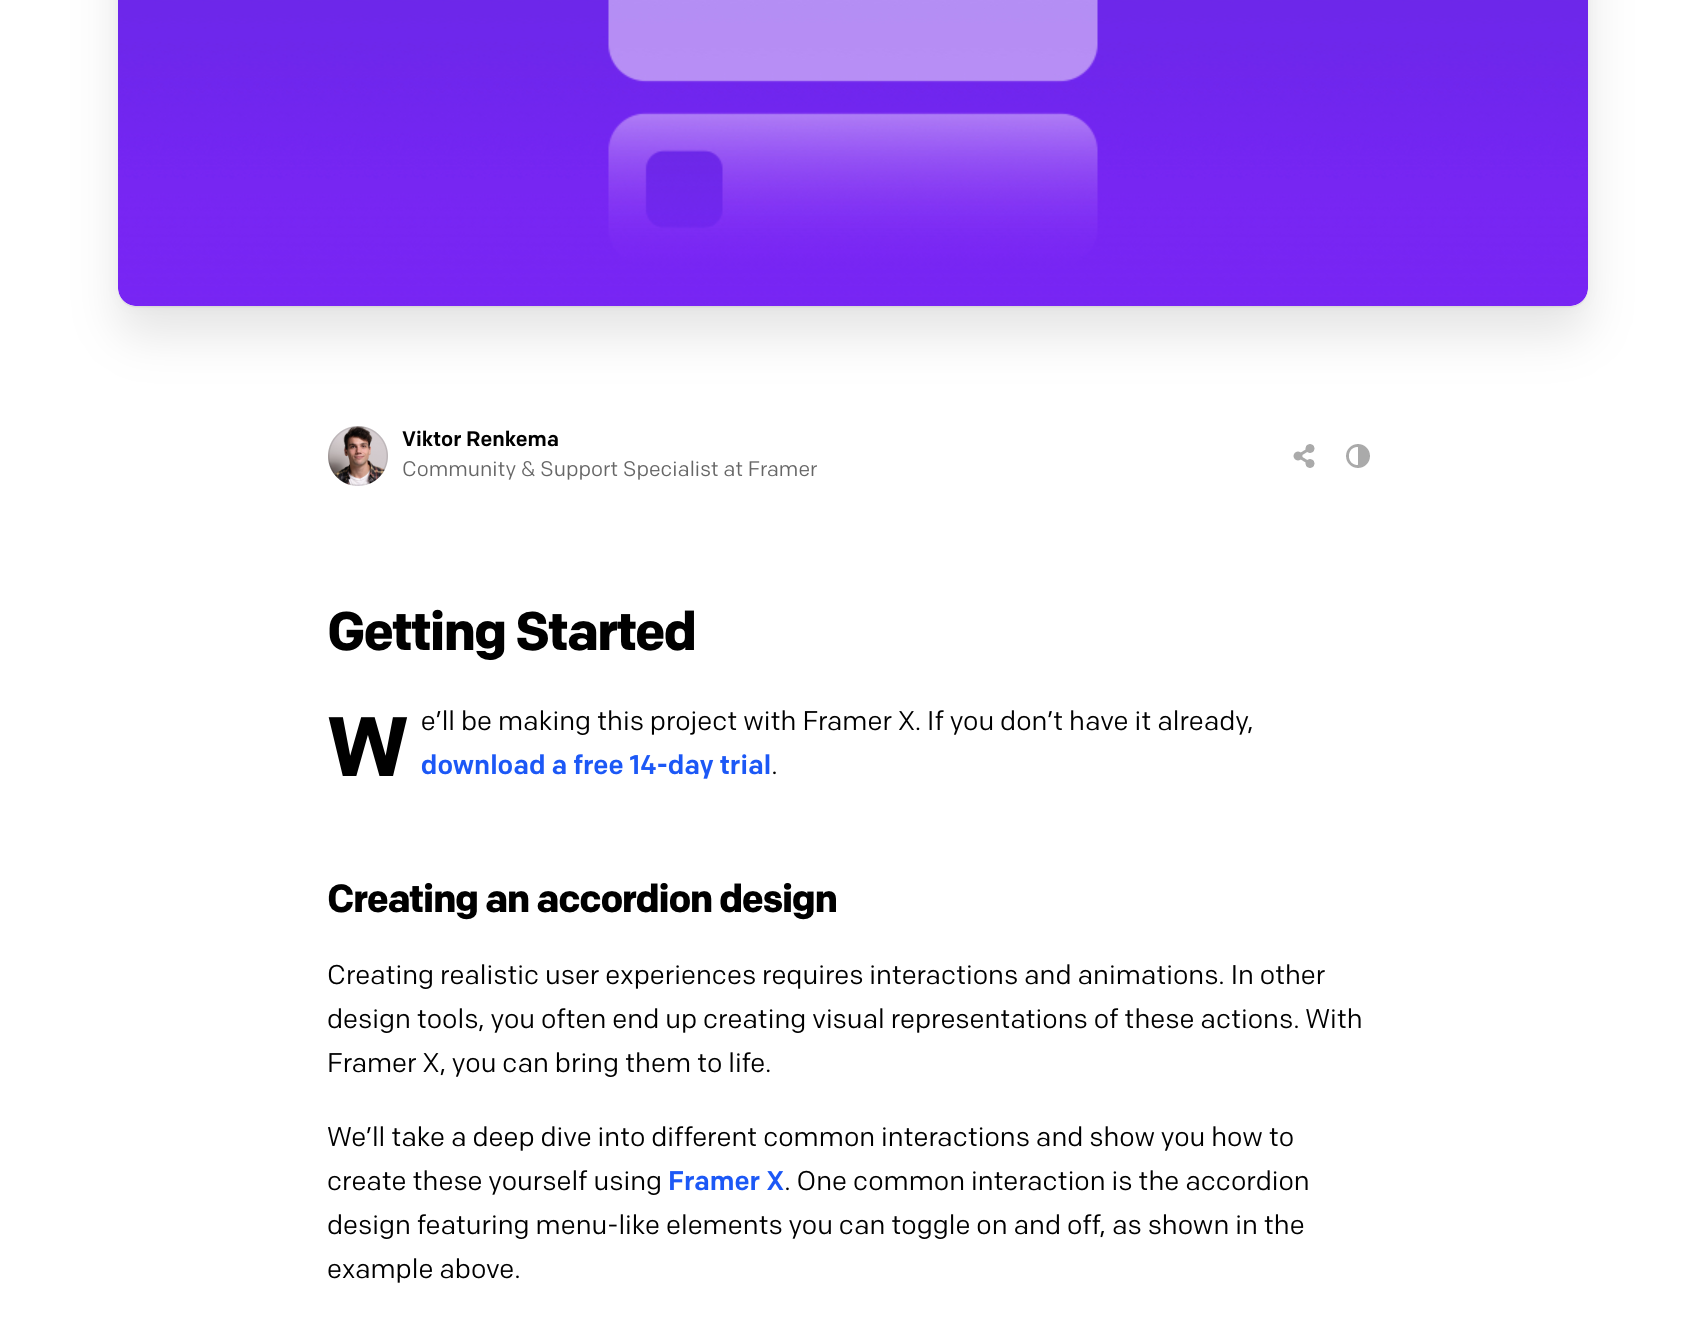 Viktor Renkema
Community & Support Specialist at Framer
Getting Started
We’ll be making this project with Framer X. If you don’t have it already,
download a free 14-day trial.
Creating an accordion design
Creating realistic user experiences requires interactions and animations. In other
design tools, you often end up creating visual representations of these actions. With
Framer X, you can bring them to life.
We’ll take a deep dive into different common interactions and show you how to
create these yourself using Framer X. One common interaction is the accordion
design featuring menu-like elements you can toggle on and off, as shown in the
example above.